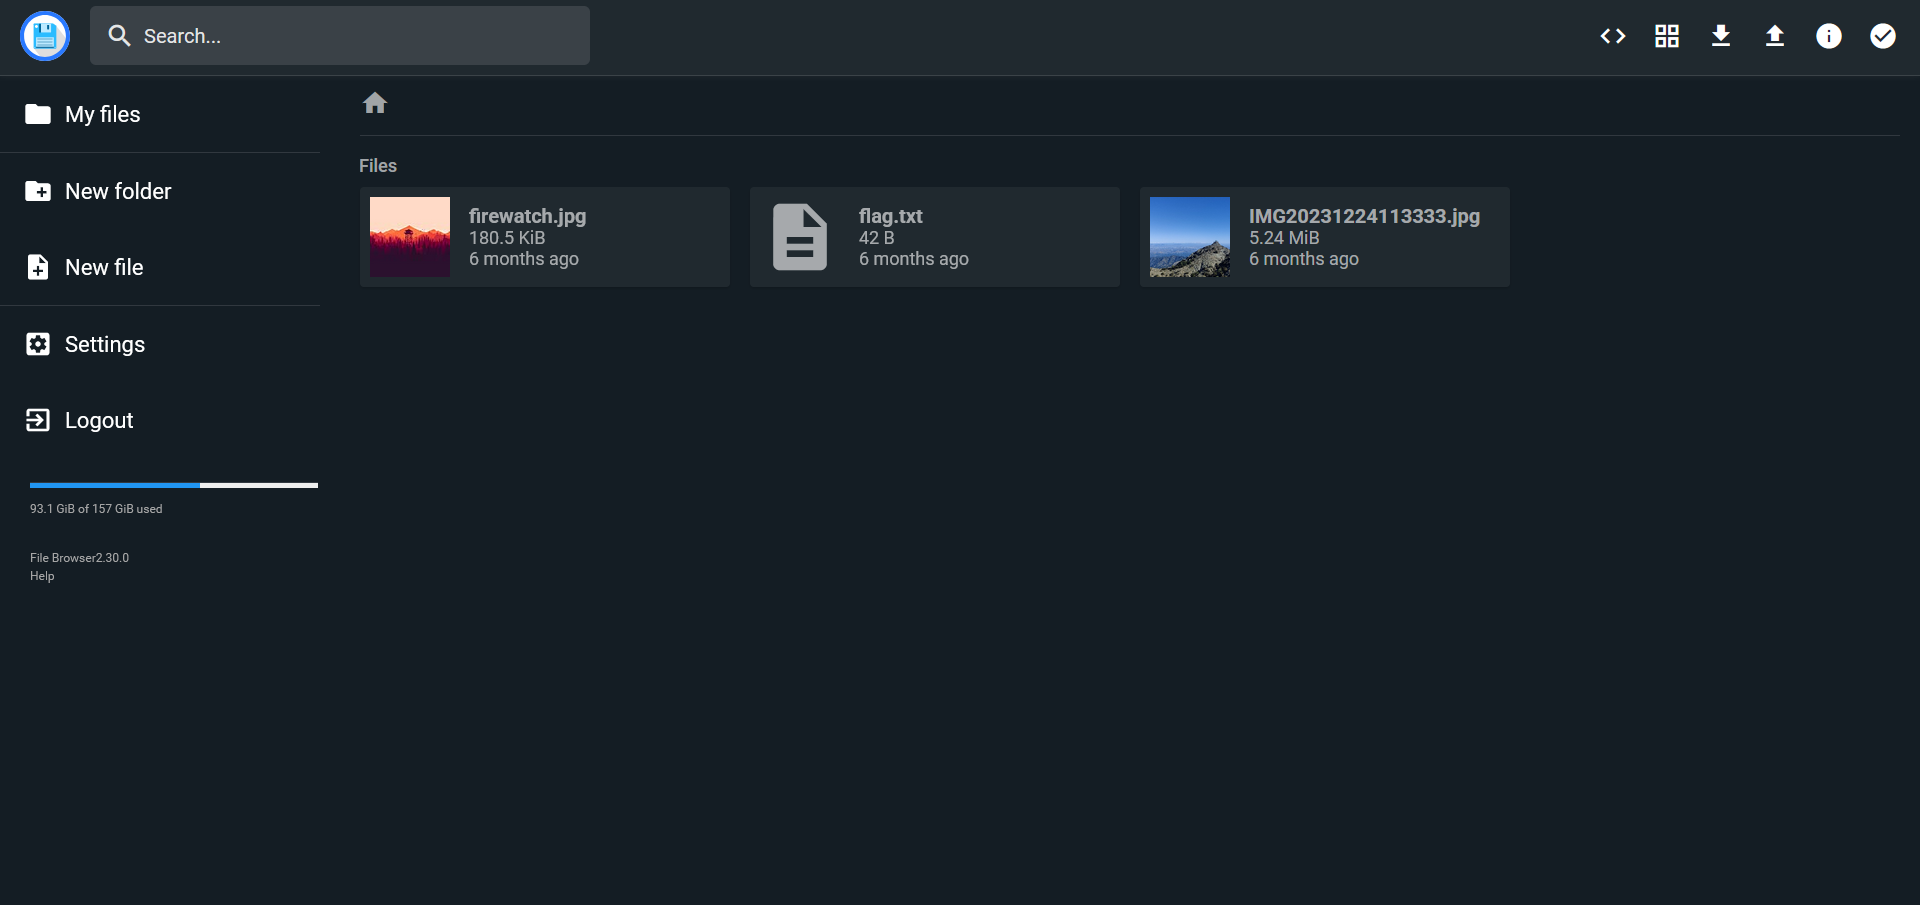 Search...
My files
New folder
New file
Settings
Logout
93.1 GiB of 157 GiB used
File Browser2.30.0
Help
Files
firewatch.jpg
180.5 KiB
6 months ago
flag.txt
42 B
6 months ago
IMG20231224113333.jpg
5.24 MiB
6 months ago